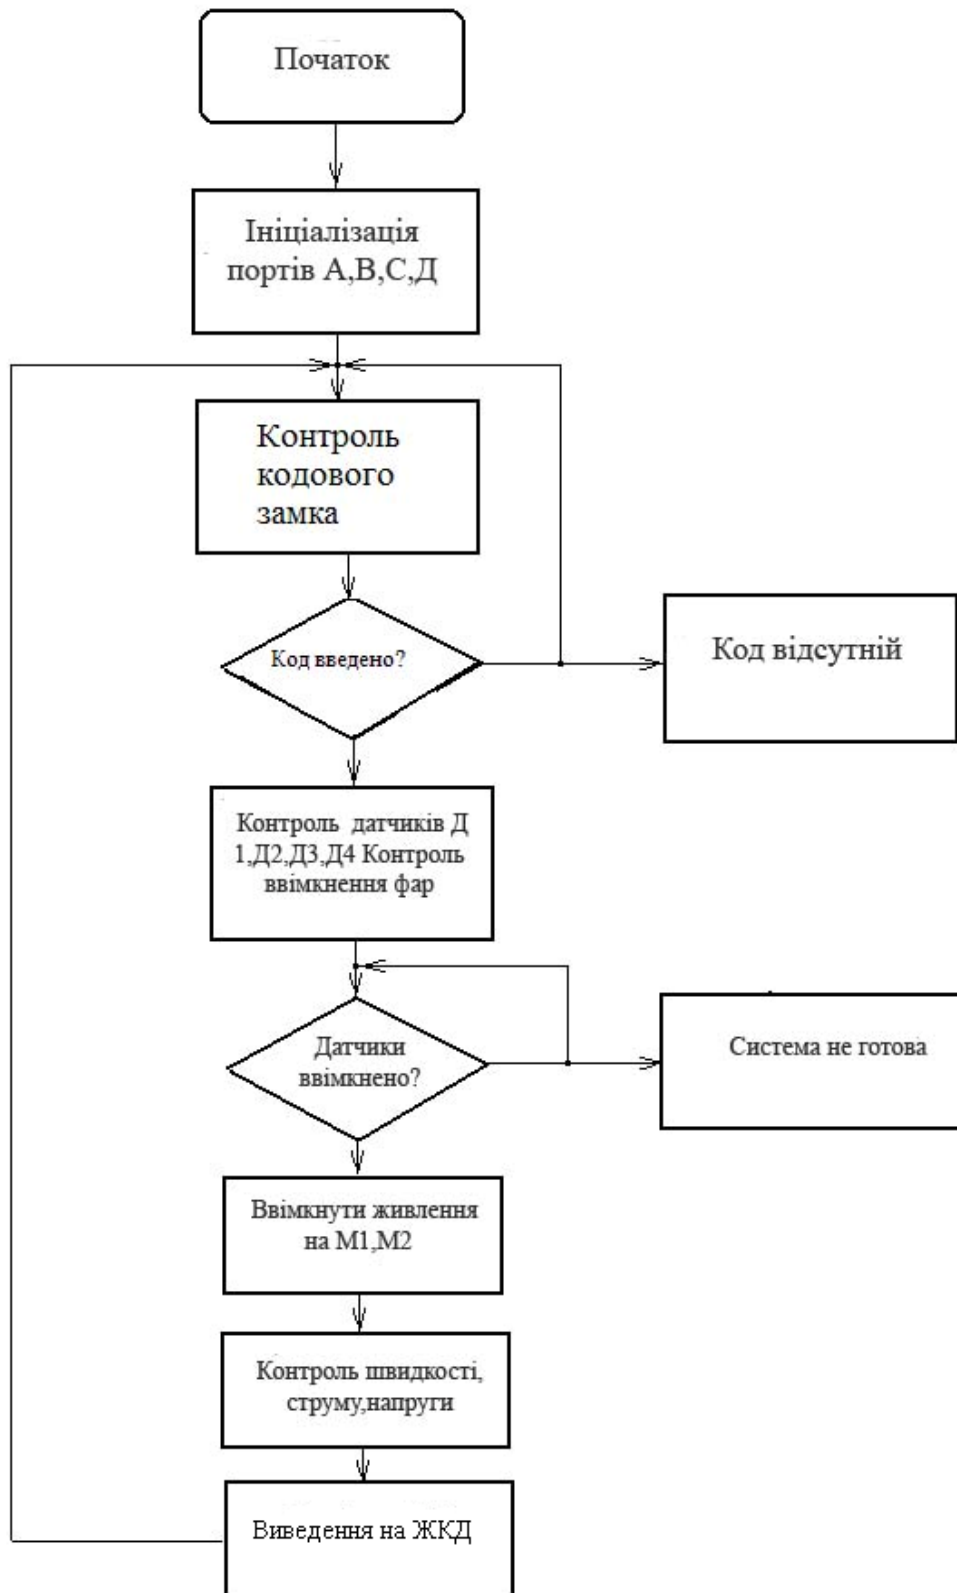 Початок
Ініціалізація
портів А,В,С,Д
Контроль
кодового
замка
Код введено?
Код відсутній
Контроль датчиків Д
1,Д2,Д3,Д4 Контроль
ввімкнення фар
Датчики
ввімкнено?
Система не готова
Ввімкнути живлення
на М1,М2
Контроль швидкості,
струму,напруги
Виведення на ЖКД